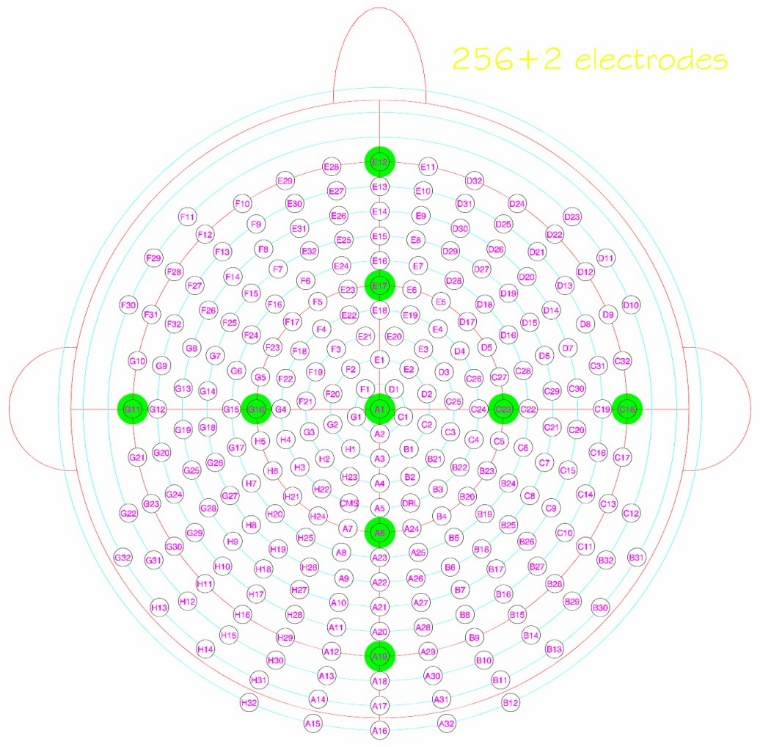 256+2 electrodes
E28 E12 E11
E29 D32
E27 E13 E10
F10 E30 D31 D24
F11 E26 E14 E9 D23
F9 E31 D30 D25
F12 E25 E15 E8 D22
F13 F8 E32 D29 D26 D21
F29 E24 E16 E7 D11
F28 F14 F7 D27 D20 D12
F27 F15 F6 E23 E17 E6 D28 D19 D13
F30 F16 F5 E5 D18 D10
F31 F26 E22 E18 E19 D14 D9
F32 F25 F17 F4 E4 D17 D15 D8
F24 E21 E20 D16
G8 F23 F18 F3 E3 D4 D5 D7
G10 G9 G7 E1 D6 C31 C32
G6 G5 F22 F19 F2 E2 D3 C26 C27 C28
G13 G14 F21 F20 F1 D1 D2 C25 C29 C30
G11 G12 G15 G16 G4 A1 C24 C23 C22 C19 C18
G1 C1
G19 G18 G3 G2 A2 C2 C3 C21 C20
G17 H5 H4 H1 B1 C4 C5 C6
G21 G20 G26 H3 H2 A3 B21 B22 C7 C16 C17
G25 H6 H23 B2 B23 C15
H7 H22 A4 B3 B24
G24 G27 H21 B20 C8 C14
G23 CMS DRL C13
G22 G28 H24 A5 B4 B19 C9 C12
H8 A7 A6 A24 B25
G29 H9 H25 B5 B26 C10
G30 H19 A8 A25 B18 C11
G32 G31 H10 H18 H26 A23 B6 B17 B27 B32 B31
H11 A9 A22 A26 B28
H17 H27 B7 B16
H13 H12 A10 A21 A27 B29 B30
H16 H28 B8 B15
H15 H29 A11 A20 A28 B9 B14
H14 A12 A19 A29 B13
H30 B10
H31 A13 A18 A30 B11
H32 A14 A17 A31 B12
A15 A16 A32